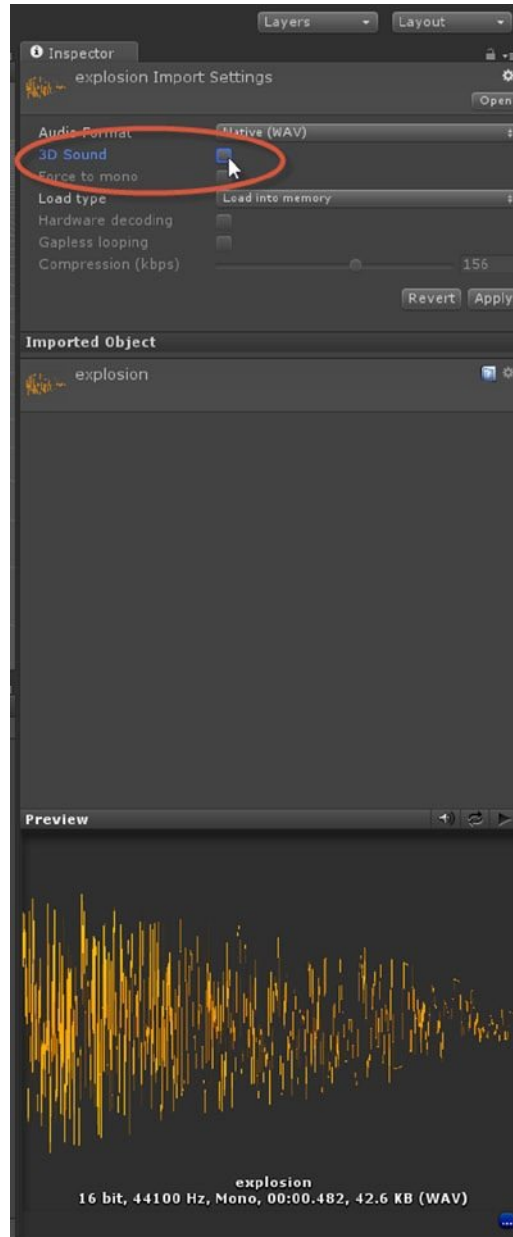 Layers Layout
Inspector
explosion Import Settings
Open
Audio Format Native (WAV)
3D Sound
Force to mono
Load type Load into memory
Hardware decoding
Gapless looping
Compression (kbps) 156
Revert Apply
Imported Object
explosion
Preview
explosion
16 bit, 44100 Hz, Mono, 00:00.482, 42.6 KB (WAV)